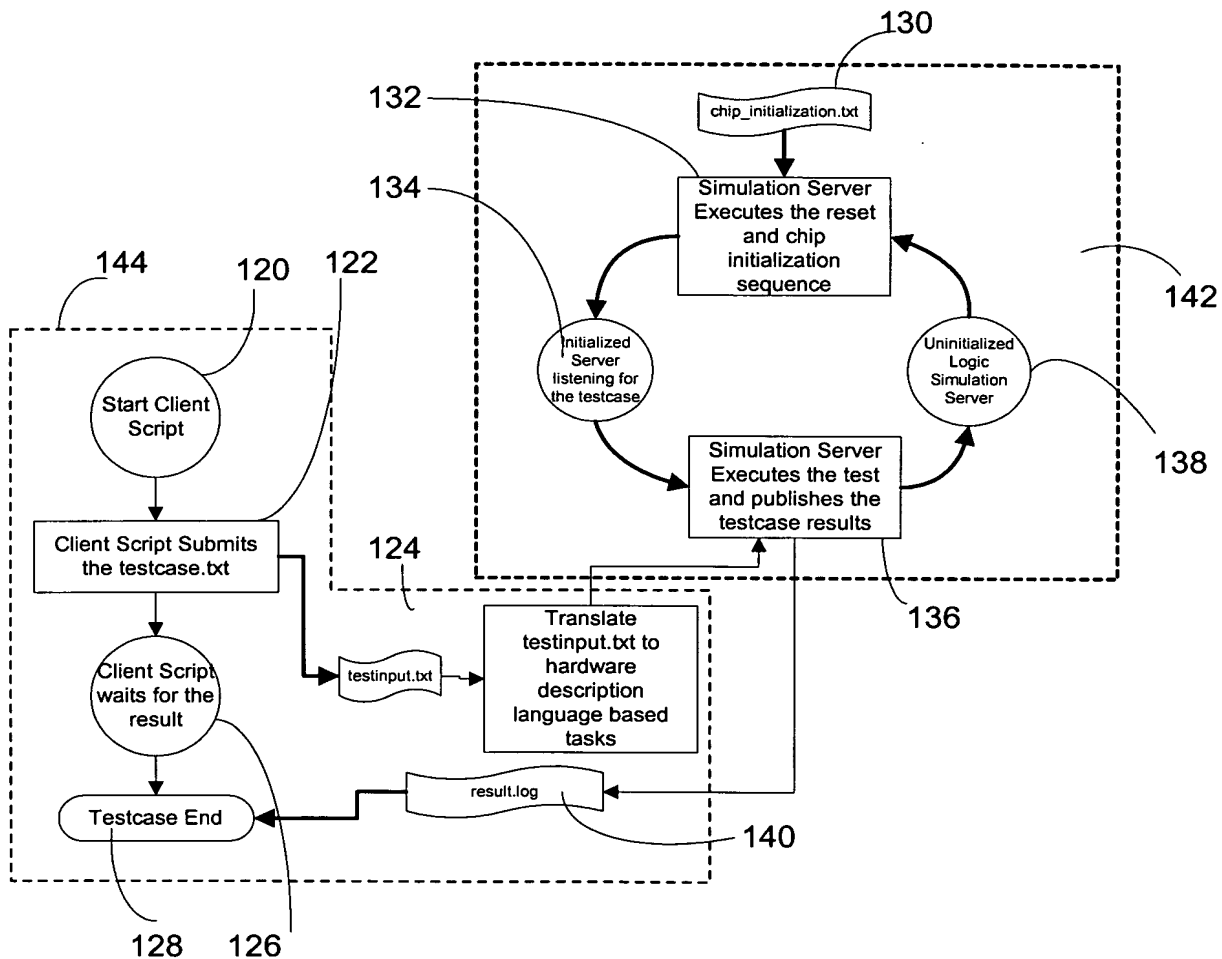 130
chip_initialization.txt
132
Simulation Server
Executes the reset
and chip
initialization
sequence
134
142
144
120
122
Initialized
Server
listening for
the testcase
Uninitialized
Logic
Simulation
Server
138
Start Client
Script
Simulation Server
Executes the test
and publishes the
testcase results
136
Client Script Submits
the testcase.txt
124
Translate
testinput.txt to
hardware
description
language based
tasks
testinput.txt
Client Script
waits for the
result
result.log
140
Testcase End
128
126